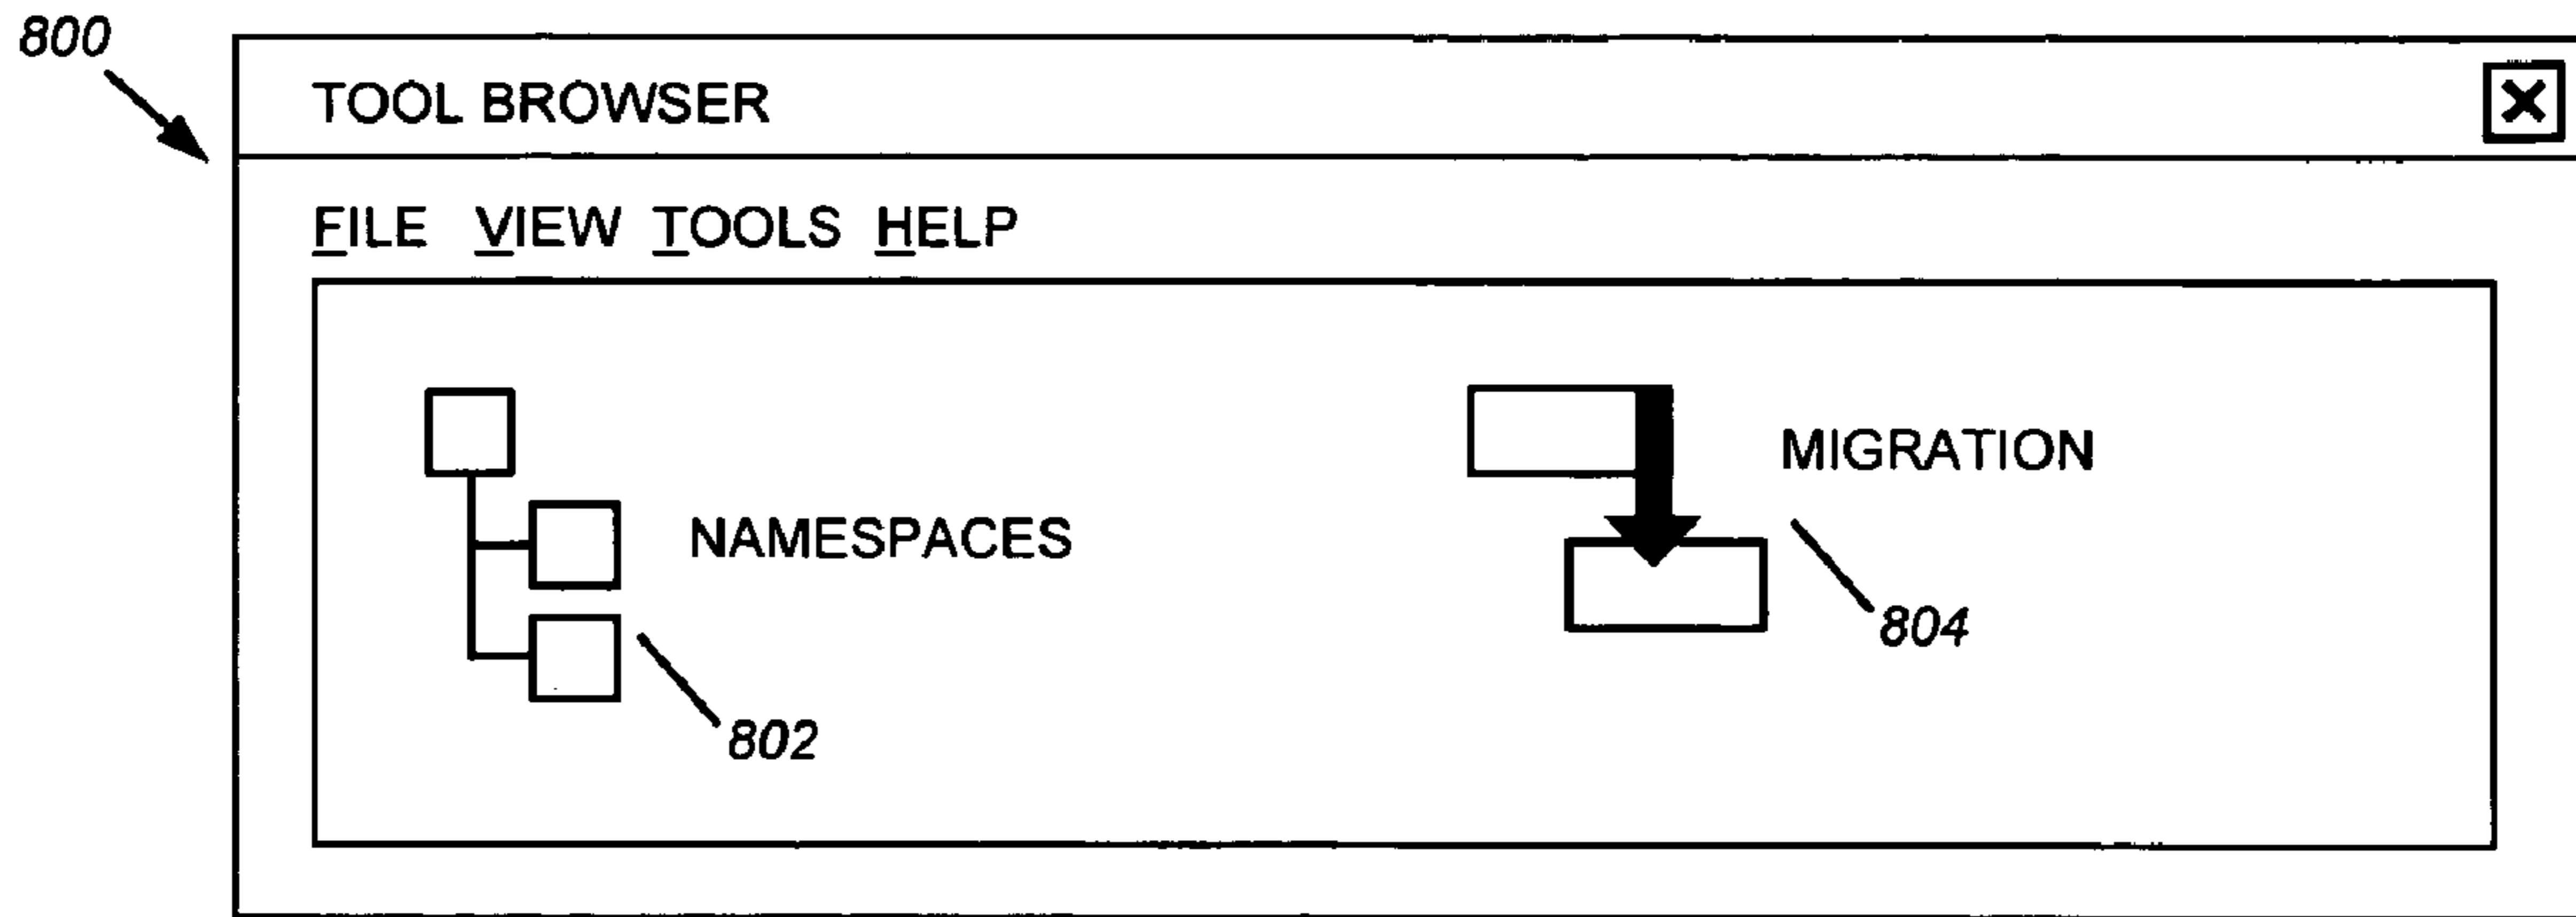 800
TOOL BROWSER
FILE VIEW TOOLS HELP
MIGRATION
NAMESPACES
804
802